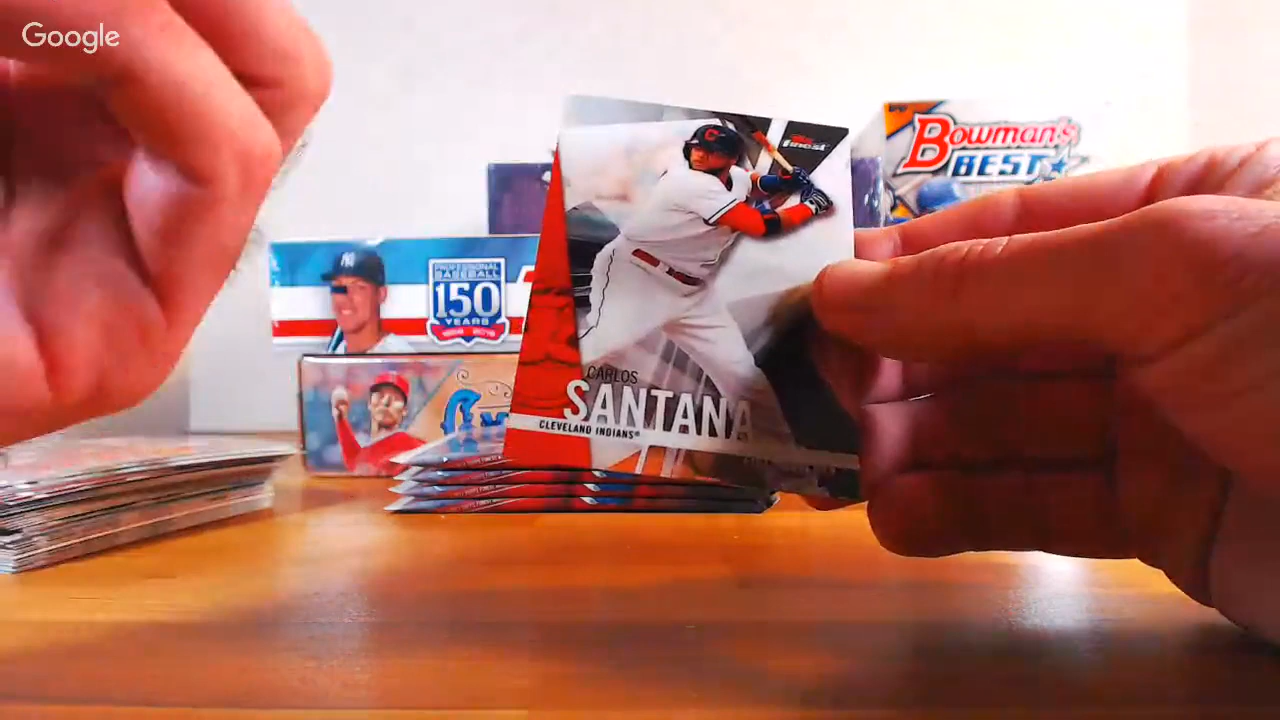 Google
BOWMAN'S
BEST
finest
PROFESSIONAL
BASEBALL
150
YEARS
CARLOS
SANTANA
CLEVELAND INDIANS